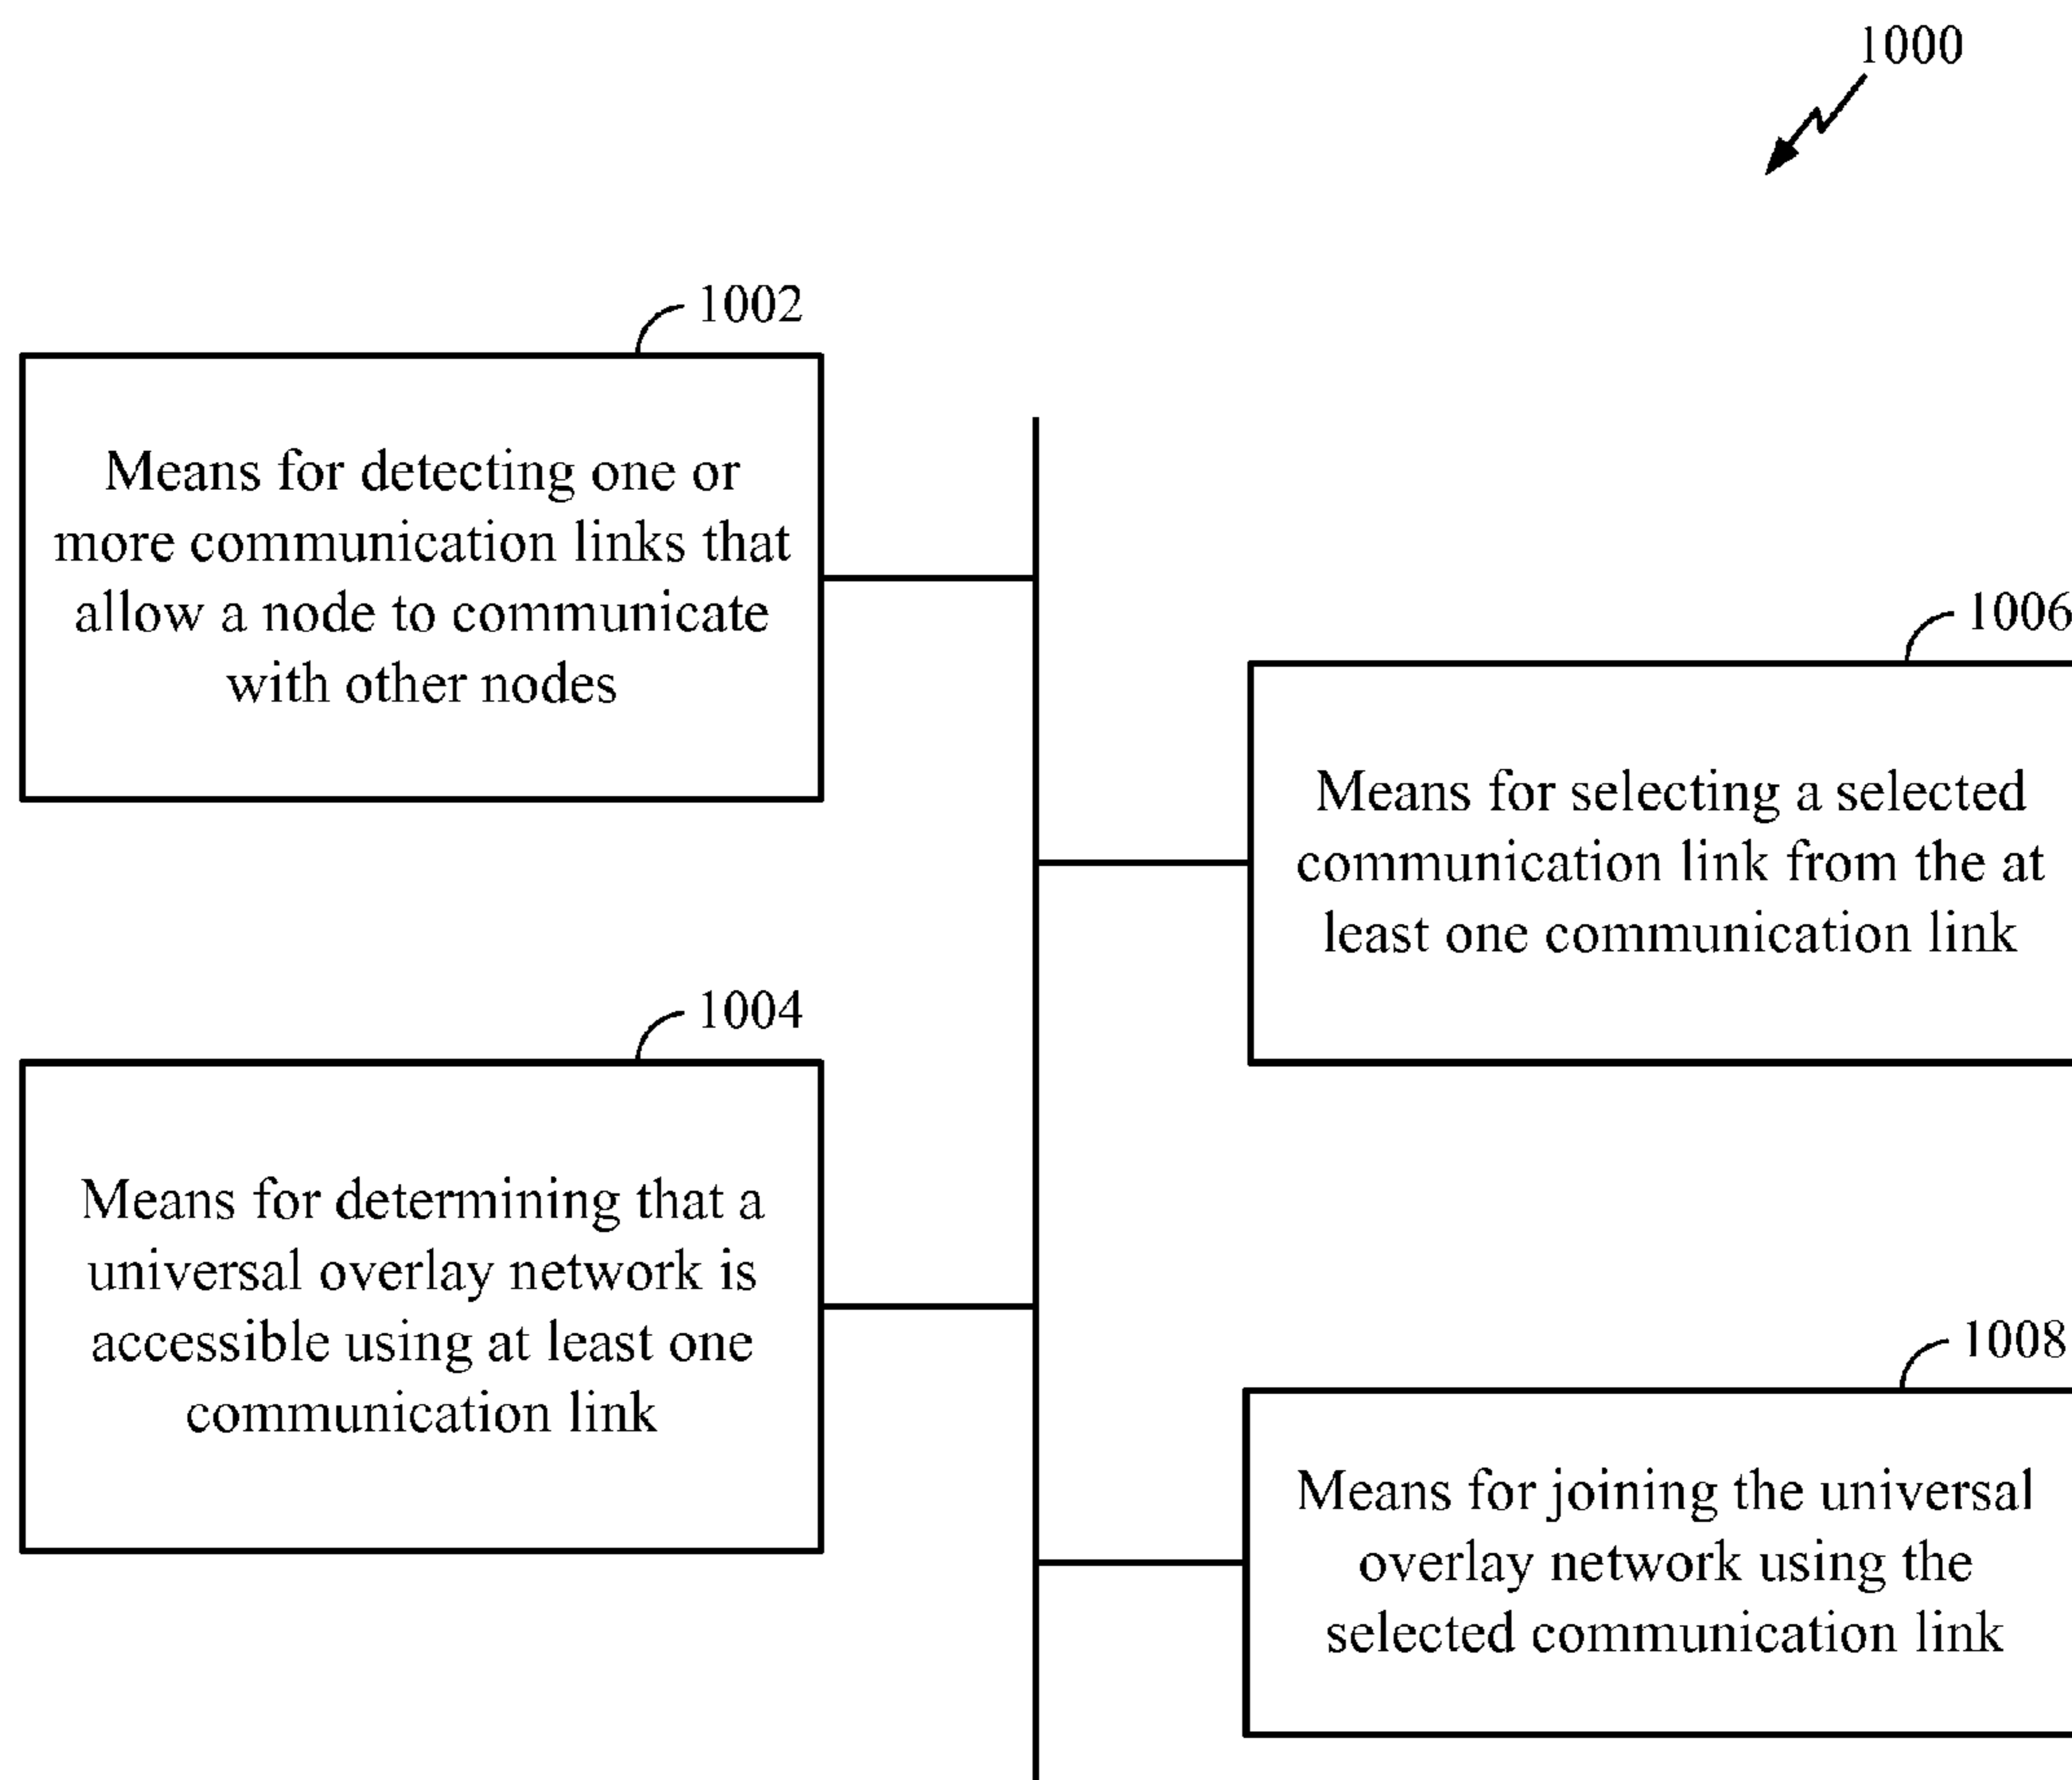 1000
1002
Means for detecting one or
more communication links that
allow a node to communicate
with other nodes
1006
Means for selecting a selected
communication link from the at
least one communication link
1004
Means for determining that a
universal overlay network is
accessible using at least one
communication link
1008
Means for joining the universal
overlay network using the
selected communication link